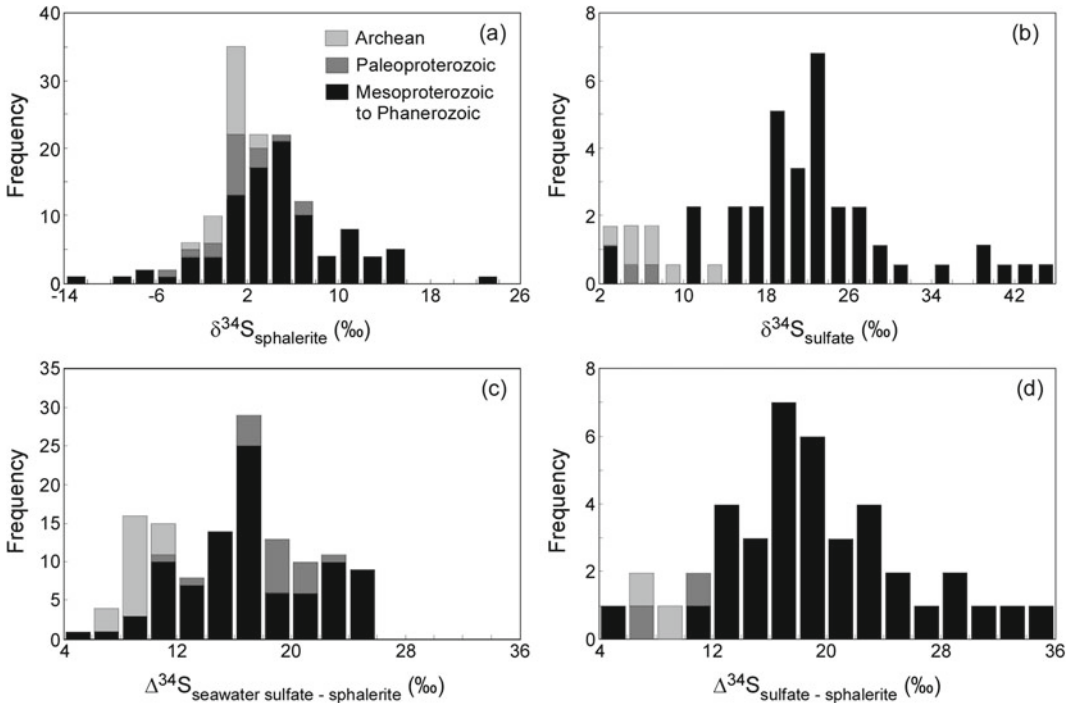 (a)
40
30
20
10
0
Frequency
Archean
Paleoproterozoic
Mesoproterozoic
to Phanerozoic
-14 -6 2 10 18 26
δ³⁴Ssphalerite (‰)
(b)
8
6
4
2
0
Frequency
2 10 18 26 34 42
δ³⁴Ssulfate (‰)
(c)
35
30
25
20
15
10
5
0
Frequency
4 12 20 28 36
Δ³⁴Sseawater sulfate - sphalerite (‰)
(d)
8
6
4
2
0
Frequency
4 12 20 28 36
Δ³⁴Ssulfate - sphalerite (‰)